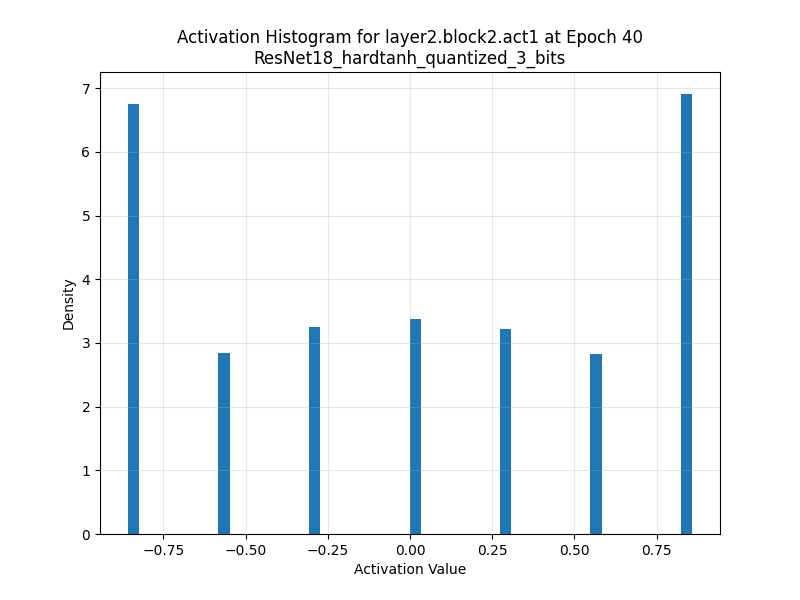 Activation Histogram for layer2.block2.act1 at Epoch 40
ResNet18_hardtanh_quantized_3_bits
7
6
5
4
3
2
1
0
Density
−0.75 −0.50 −0.25 0.00 0.25 0.50 0.75
Activation Value